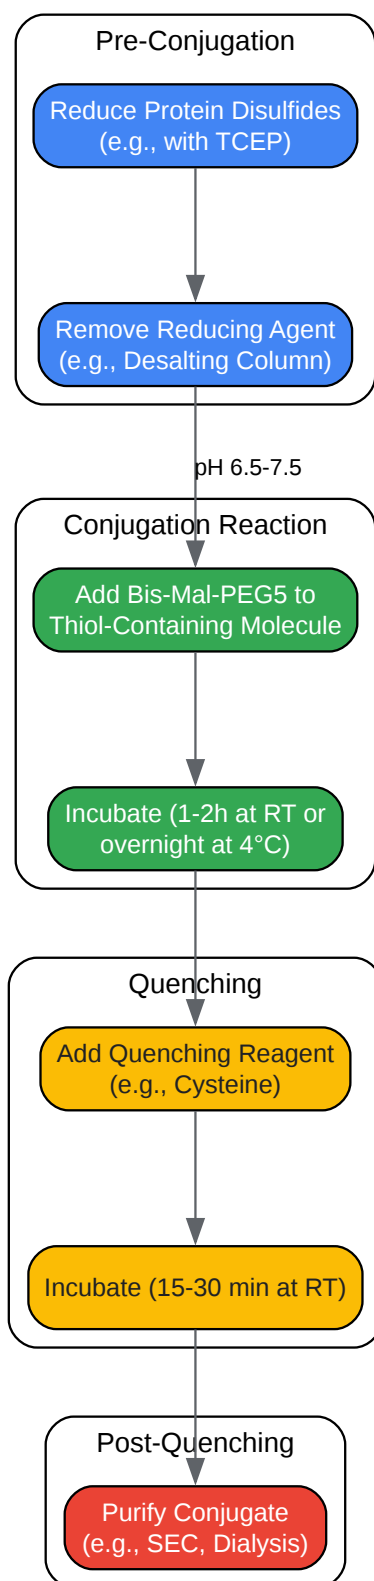 Pre-Conjugation
Reduce Protein Disulfides
(e.g., with TCEP)
Remove Reducing Agent
(e.g., Desalting Column)
pH 6.5-7.5
Conjugation Reaction
Add Bis-Mal-PEG5 to
Thiol-Containing Molecule
Incubate (1-2h at RT or
overnight at 4°C)
Quenching
Add Quenching Reagent
(e.g., Cysteine)
Incubate (15-30 min at RT)
Post-Quenching
Purify Conjugate
(e.g., SEC, Dialysis)